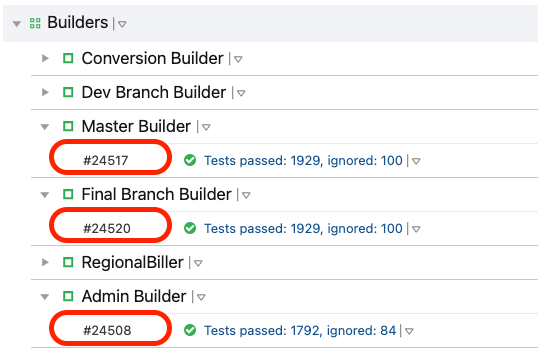 Builders
Conversion Builder
Dev Branch Builder
Master Builder
#24517 Tests passed: 1929, ignored: 100
Final Branch Builder
#24520 Tests passed: 1929, ignored: 100
RegionalBiller
Admin Builder
#24508 Tests passed: 1792, ignored: 84